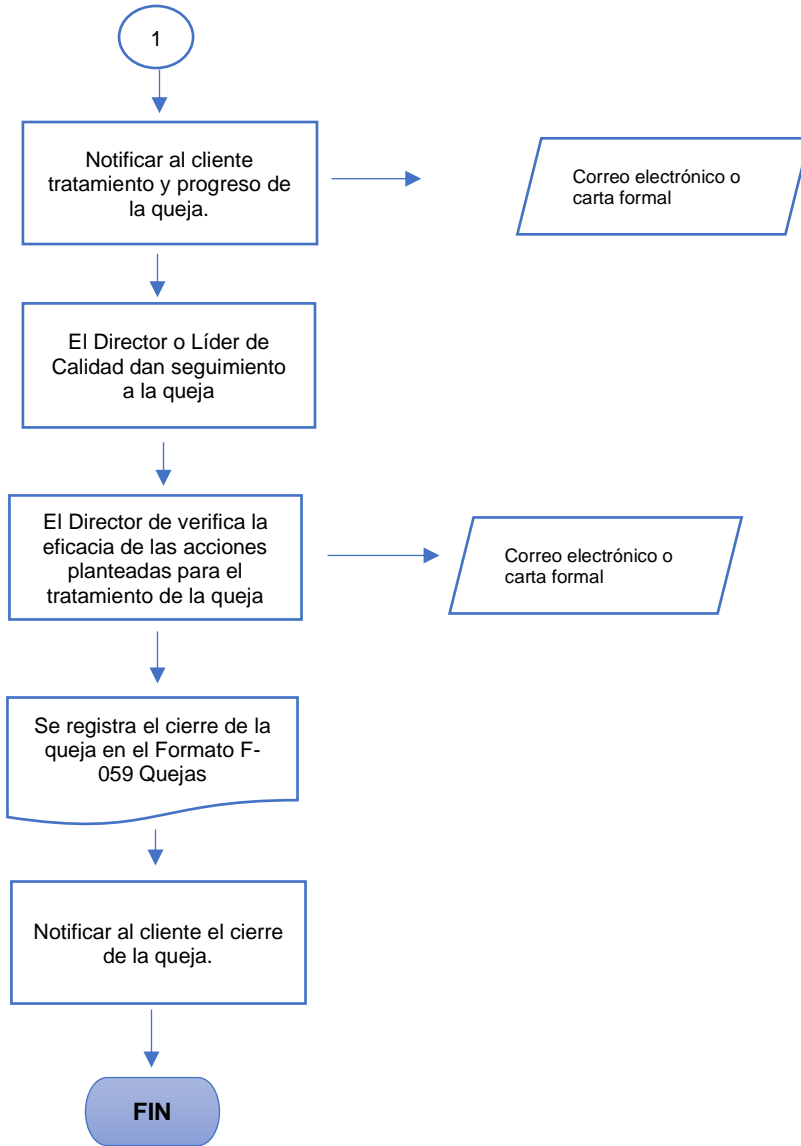 1
Notificar al cliente
tratamiento y progreso de
la queja.
Correo electrónico o
carta formal
El Director o Líder de
Calidad dan seguimiento
a la queja
El Director de verifica la
eficacia de las acciones
planteadas para el
tratamiento de la queja
Correo electrónico o
carta formal
Se registra el cierre de la
queja en el Formato F-
059 Quejas
Notificar al cliente el cierre
de la queja.
FIN